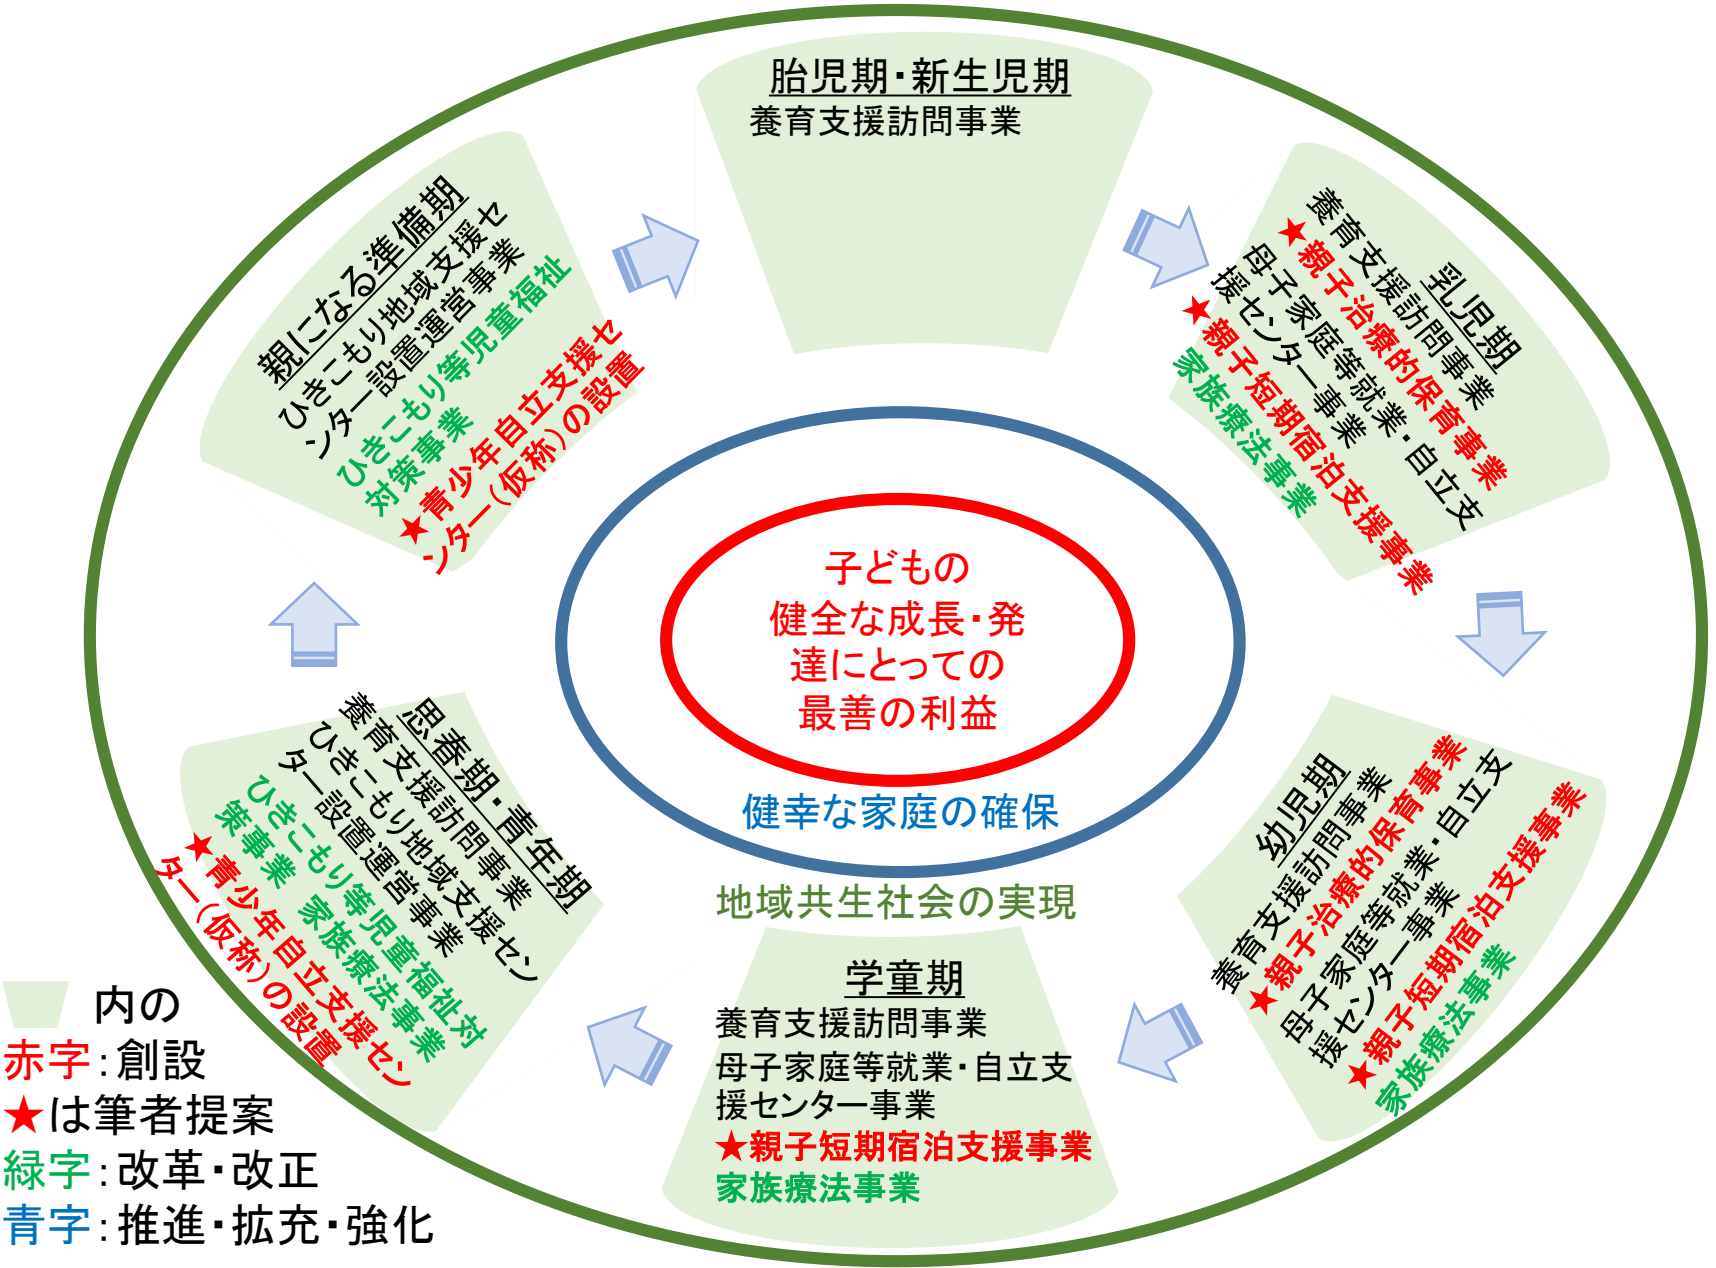 胎児期・新生児期
養育支援訪問事業
乳児期
養育支援訪問事業
★親子治療的保育事業
母子家庭等就業・自立支
援センター事業
★親子短期宿泊支援事業
家族療法事業
幼児期
養育支援訪問事業
★親子治療的保育事業
母子家庭等就業・自立支
援センター事業
★親子短期宿泊支援事業
家族療法事業
学童期
養育支援訪問事業
母子家庭等就業・自立支
援センター事業
★親子短期宿泊支援事業
家族療法事業
思春期・青年期
養育支援訪問事業
ひきこもり地域支援セン
ター設置運営事業
ひきこもり等児童福祉対
策事業 家族療法事業
★青少年自立支援セン
ター(仮称)の設置
親になる準備期
ひきこもり地域支援セ
ンター設置運営事業
ひきこもり等児童福祉
対策事業
★青少年自立支援セ
ンター(仮称)の設置
子どもの
健全な成長・発
達にとっての
最善の利益
健幸な家庭の確保
地域共生社会の実現
内の
赤字：創設
★は筆者提案
緑字：改革・改正
青字：推進・拡充・強化